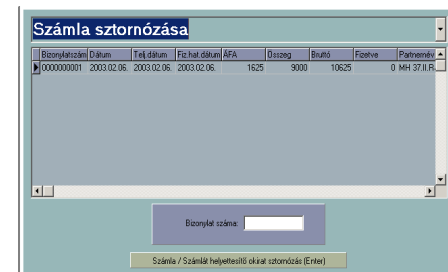 Számla sztornózása
Bizonylatszám Dátum Telj.dátum Fiz.hat.dátum ÁFA Összeg Bruttó Fizetve Partnernév
0000000001 2003.02.06. 2003.02.06. 2003.02.06. 1625 9000 10625 0 MH 37.II.R
Bizonylat száma:
Számla / Számlát helyettesítő okirat sztornózás (Enter)